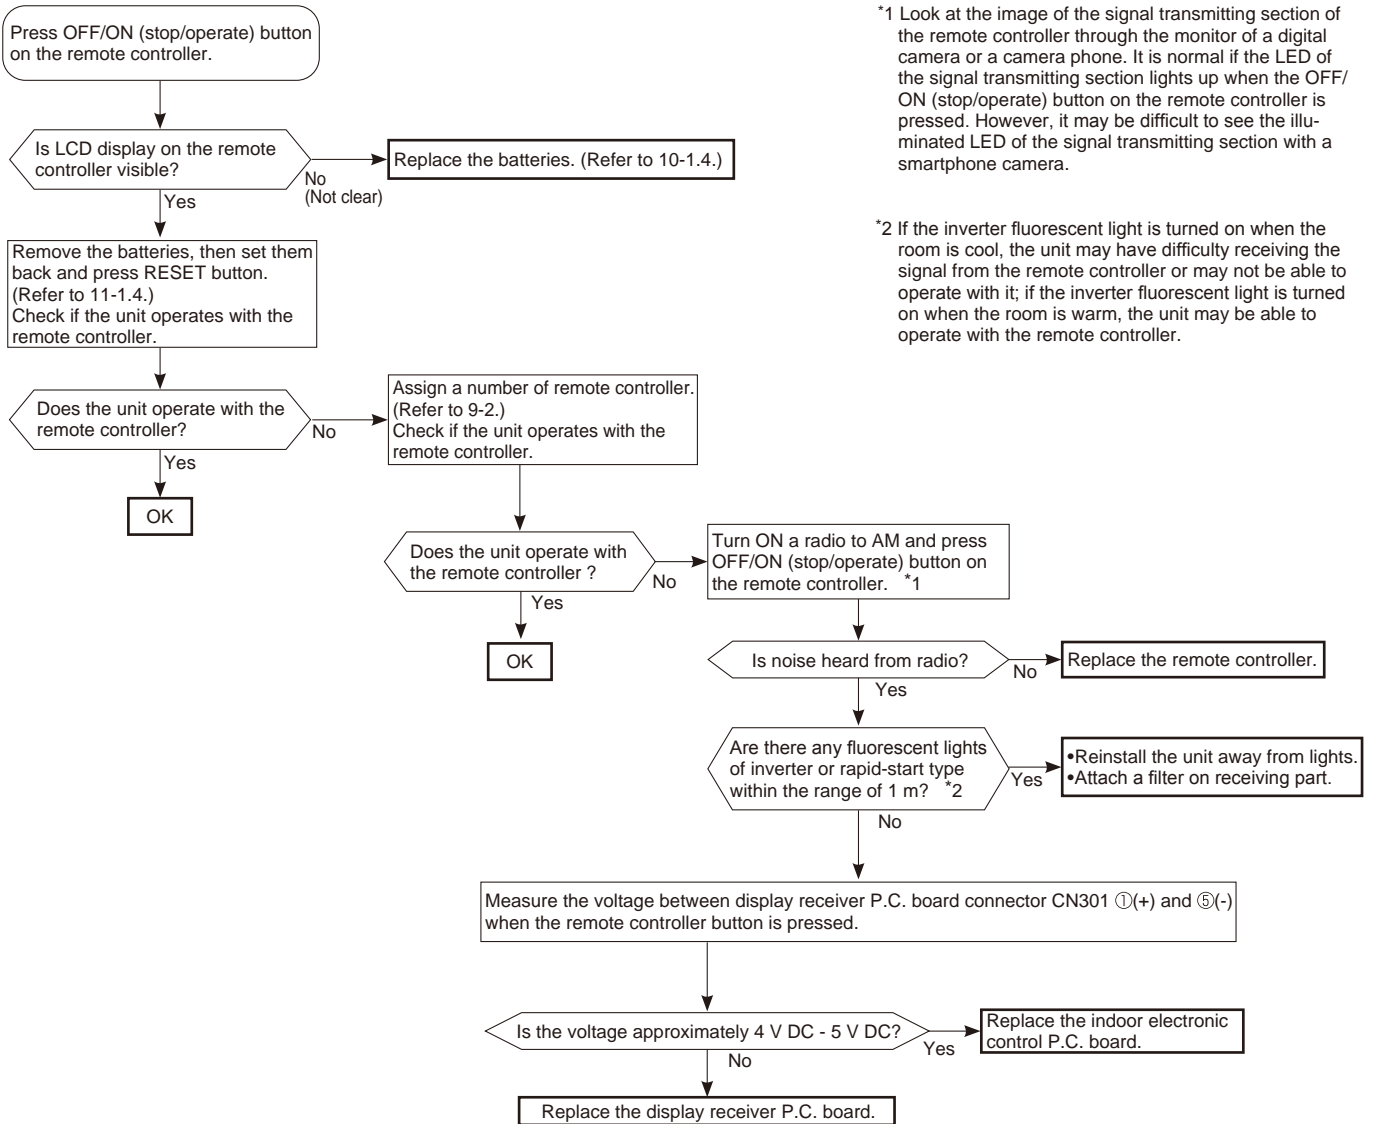 Press OFF/ON (stop/operate) button
on the remote controller.
Is LCD display on the remote
controller visible?
No
(Not clear)
Replace the batteries. (Refer to 10-1.4.)
Yes
Remove the batteries, then set them
back and press RESET button.
(Refer to 11-1.4.)
Check if the unit operates with the
remote controller.
Does the unit operate with the
remote controller?
No
Yes
OK
Assign a number of remote controller.
(Refer to 9-2.)
Check if the unit operates with the
remote controller.
Does the unit operate with
the remote controller ?
No
Yes
OK
Turn ON a radio to AM and press
OFF/ON (stop/operate) button on
the remote controller. *1
Is noise heard from radio?
No
Replace the remote controller.
Yes
Are there any fluorescent lights
of inverter or rapid-start type
within the range of 1 m? *2
Yes
•Reinstall the unit away from lights.
•Attach a filter on receiving part.
No
Measure the voltage between display receiver P.C. board connector CN301 ①(+) and ⑤(-)
when the remote controller button is pressed.
Is the voltage approximately 4 V DC - 5 V DC?
Yes
Replace the indoor electronic
control P.C. board.
No
Replace the display receiver P.C. board.
*1 Look at the image of the signal transmitting section of
the remote controller through the monitor of a digital
camera or a camera phone. It is normal if the LED of
the signal transmitting section lights up when the OFF/
ON (stop/operate) button on the remote controller is
pressed. However, it may be difficult to see the illu-
minated LED of the signal transmitting section with a
smartphone camera.
*2 If the inverter fluorescent light is turned on when the
room is cool, the unit may have difficulty receiving the
signal from the remote controller or may not be able to
operate with it; if the inverter fluorescent light is turned
on when the room is warm, the unit may be able to
operate with the remote controller.